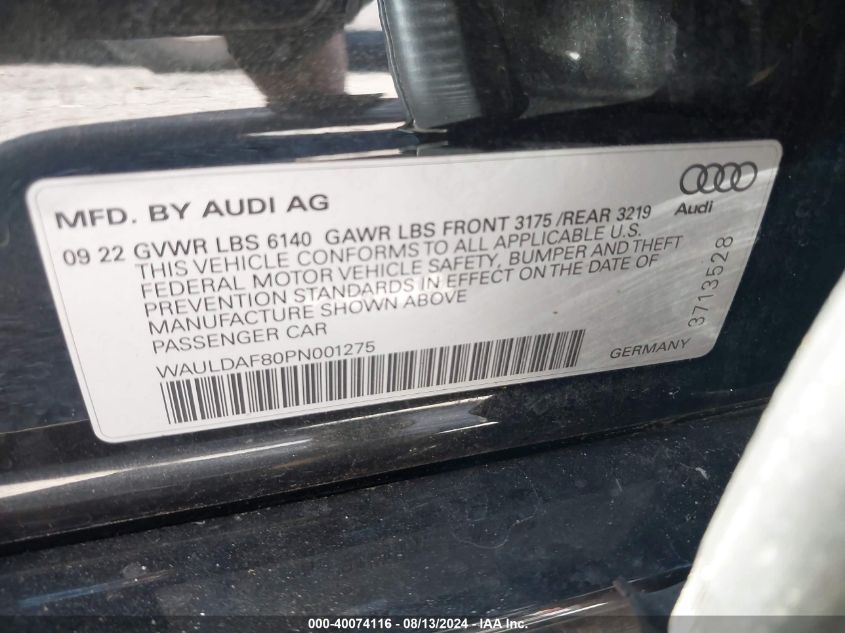 MFD. BY AUDI AG
Audi
09 22 GVWR LBS 6140 GAWR LBS FRONT 3175 /REAR 3219
THIS VEHICLE CONFORMS TO ALL APPLICABLE U.S.
FEDERAL MOTOR VEHICLE SAFETY, BUMPER AND THEFT
PREVENTION STANDARDS IN EFFECT ON THE DATE OF
MANUFACTURE SHOWN ABOVE
PASSENGER CAR
WAULDAF80PN001275
GERMANY
3713528
000-40074116 - 08/13/2024 - IAA Inc.